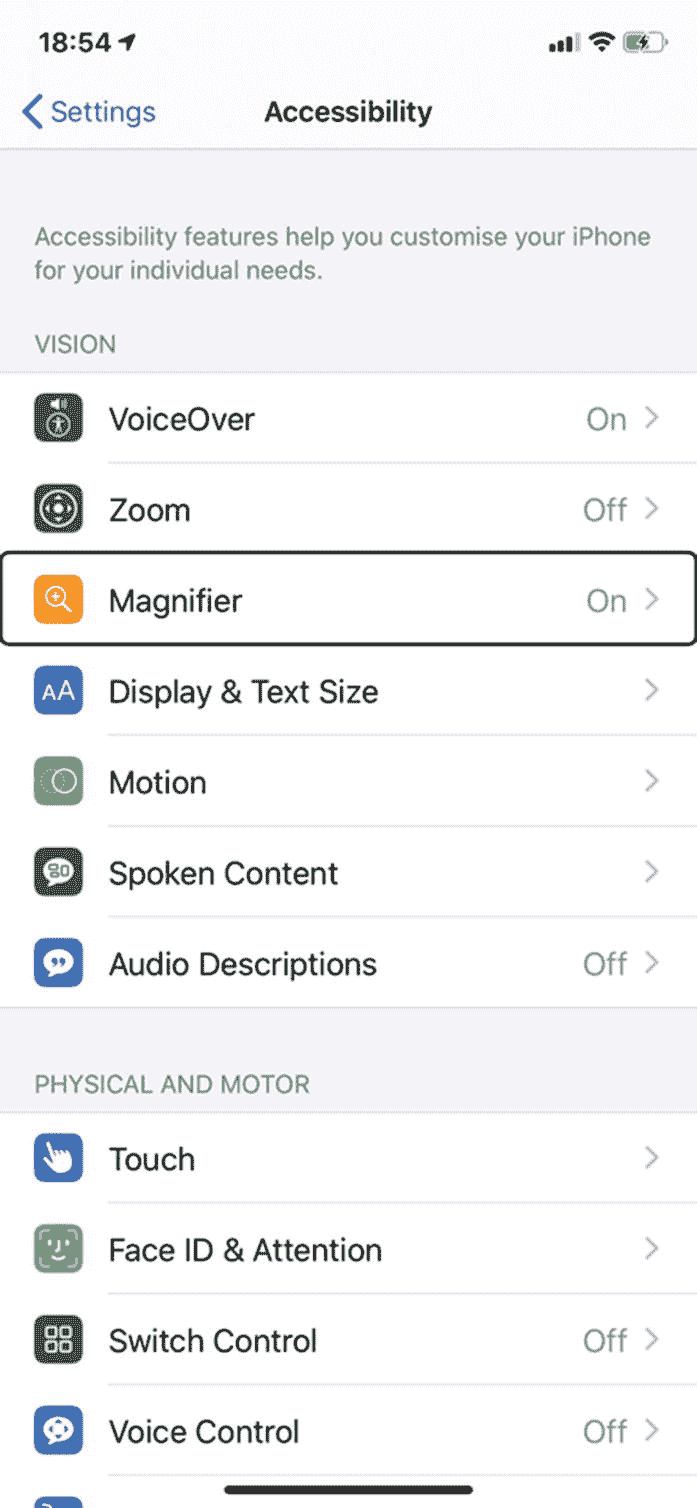 18:54
Settings
Accessibility
Accessibility features help you customise your iPhone
for your individual needs.
VISION
VoiceOver On
Zoom Off
Magnifier On
AA Display & Text Size
Motion
Spoken Content
Audio Descriptions Off
PHYSICAL AND MOTOR
Touch
Face ID & Attention
Switch Control Off
Voice Control Off